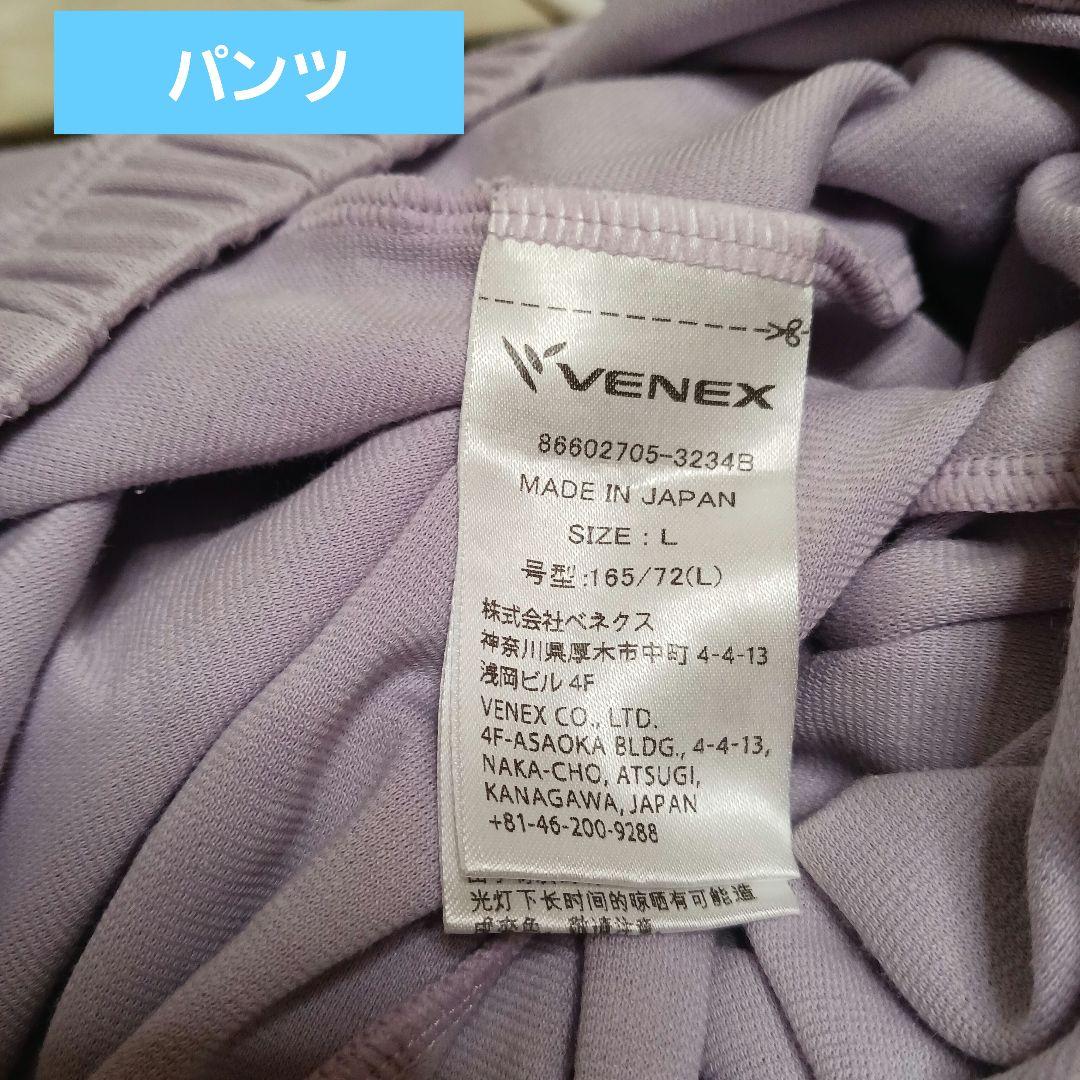 パンツ
VENEX
86602705-3234B
MADE IN JAPAN
SIZE : L
号型:165/72(L)
株式会社ベネクス
神奈川県厚木市中町 4-4-13
浅岡ビル 4F
VENEX CO., LTD.
4F-ASAOKA BLDG., 4-4-13,
NAKA-CHO, ATSUGI,
KANAGAWA, JAPAN
+81-46-200-9288
光灯下长时间的晾晒有可能造